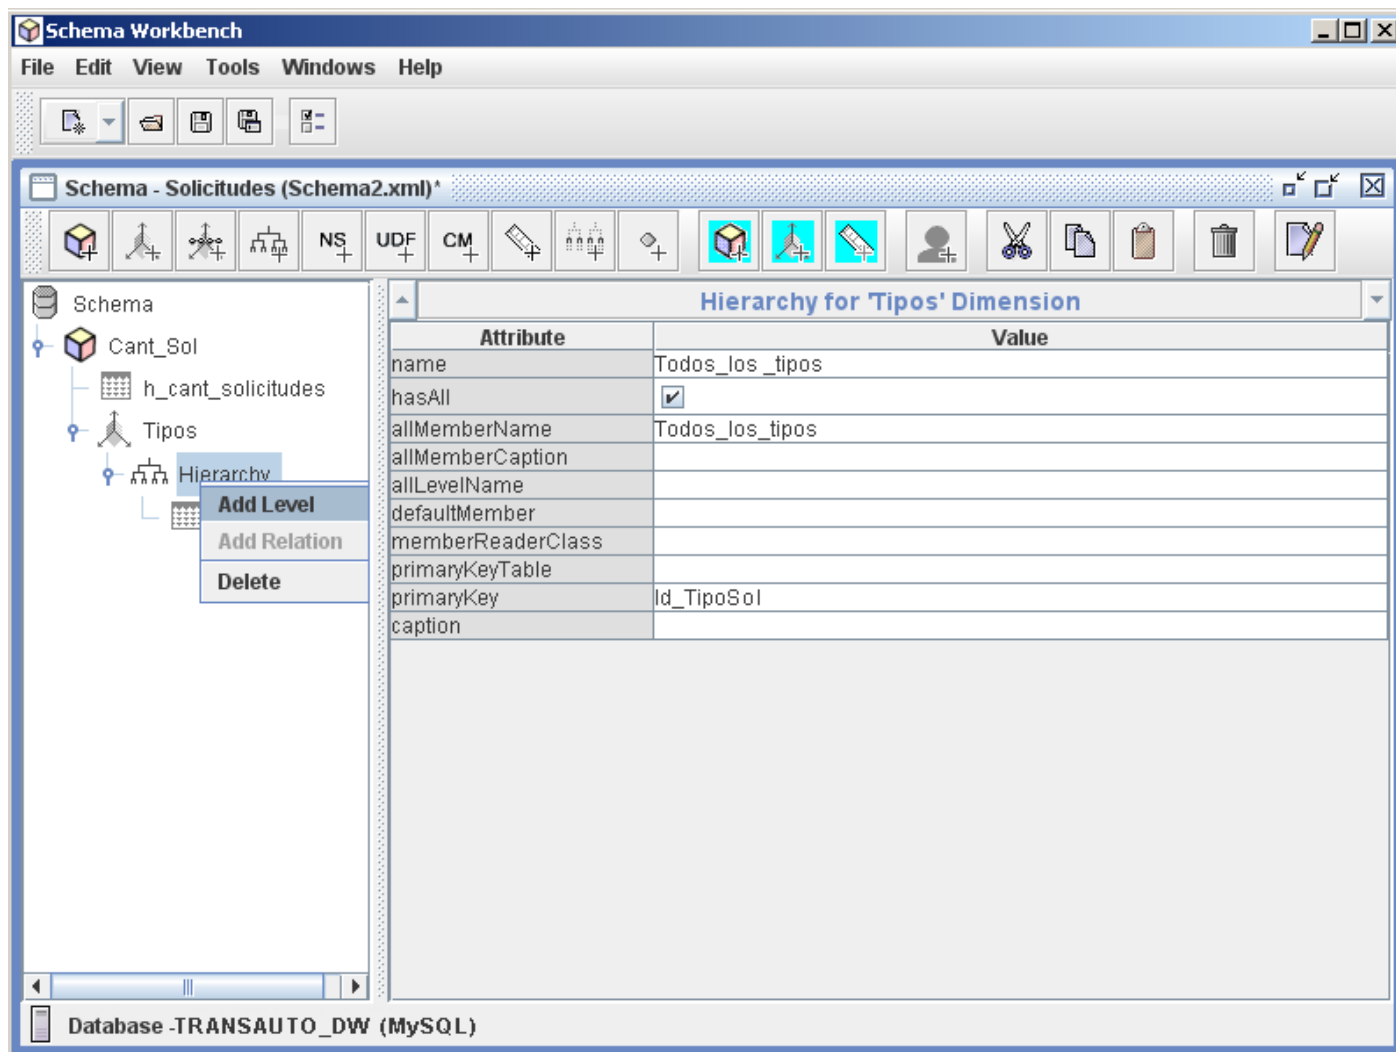 Schema Workbench
File Edit View Tools Windows Help
Schema - Solicitudes (Schema2.xml)*
NS UDF CM
Schema
Cant_Sol
h_cant_solicitudes
Tipos
Hierarchy
Add Level
Add Relation
Delete
Hierarchy for 'Tipos' Dimension
Attribute Value
name Todos_los _tipos
hasAll
allMemberName Todos_los_tipos
allMemberCaption
allLevelName
defaultMember
memberReaderClass
primaryKeyTable
primaryKey Id_TipoSol
caption
Database -TRANSAUTO_DW (MySQL)